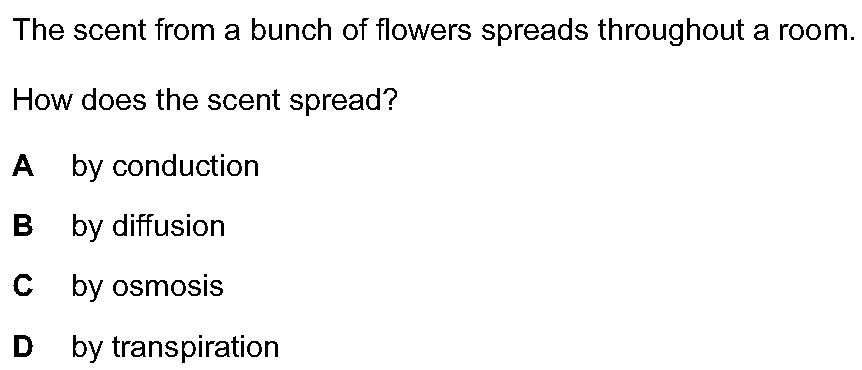 The scent from a bunch of flowers spreads throughout a room.
How does the scent spread?
A by conduction
B by diffusion
C by osmosis
D by transpiration